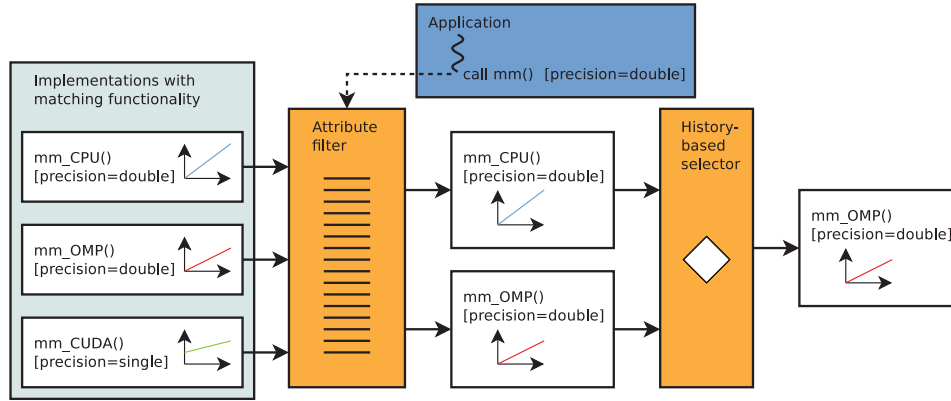 Application
call mm() [precision=double]
Implementations with
matching functionality
mm_CPU()
[precision=double]
mm_OMP()
[precision=double]
mm_CUDA()
[precision=single]
Attribute
filter
mm_CPU()
[precision=double]
mm_OMP()
[precision=double]
History-
based
selector
mm_OMP()
[precision=double]